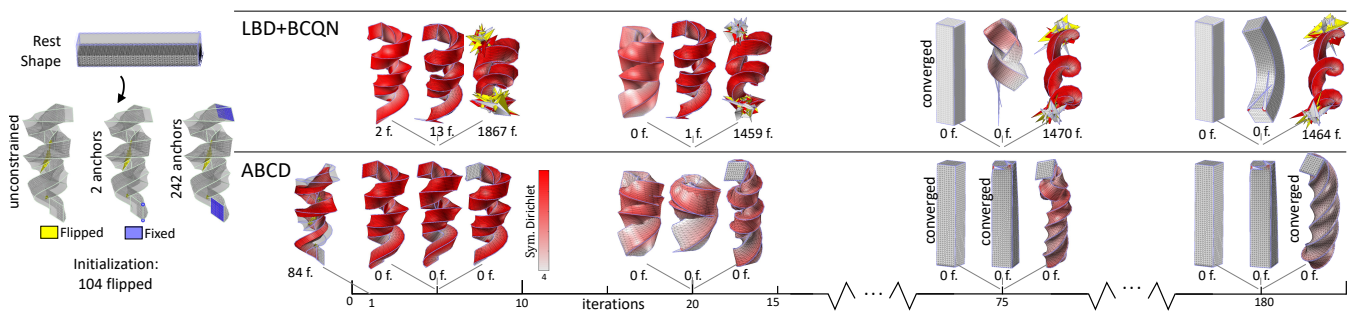 Rest
Shape
unconstrained
2 anchors
242 anchors
Flipped
Fixed
Initialization:
104 flipped
LBD+BCQN
2 f.
13 f.
1867 f.
0 f.
1 f.
1459 f.
converged
0 f.
0 f.
1470 f.
0 f.
0 f.
1464 f.
ABCD
84 f.
0 f.
0 f.
0 f.
Sym. Dirichlet
4
0 f.
0 f.
0 f.
converged
converged
0 f.
0 f.
0 f.
converged
0 f.
0 f.
0 f.
0
1
5
10
iterations
20
15
...
75
...
180